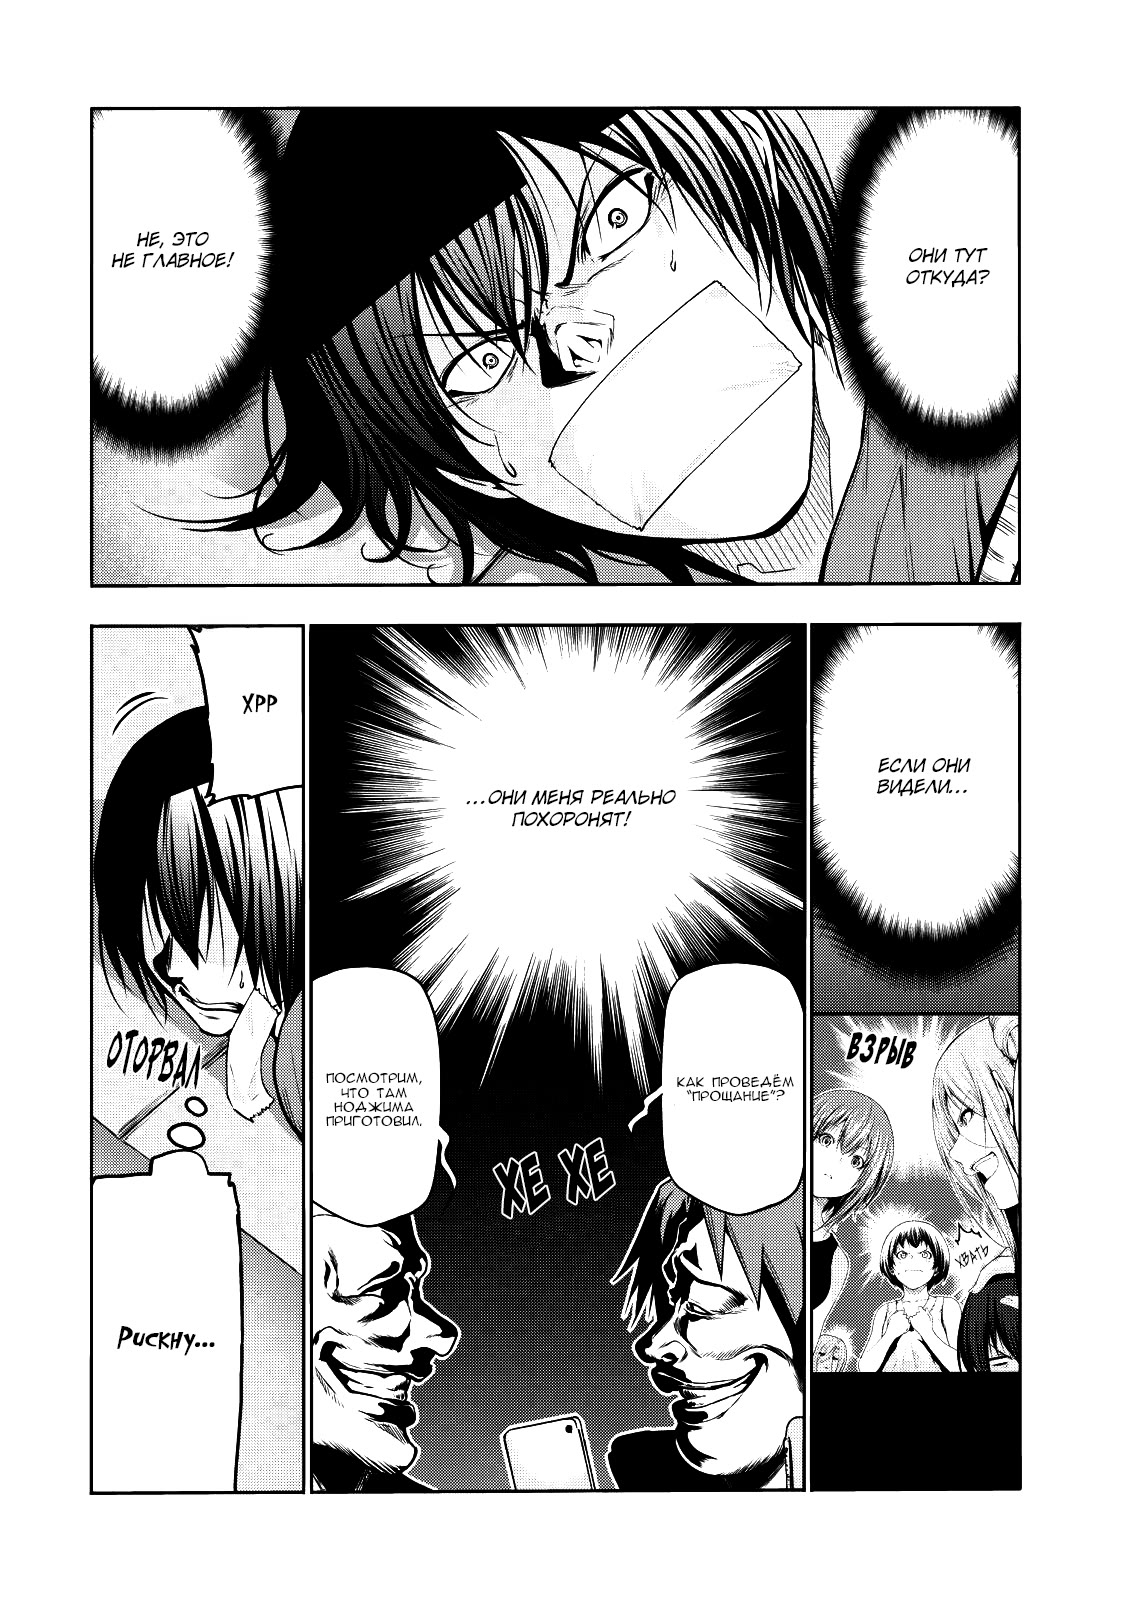 ОНИ ТУТ
ОТКУДА?
НЕ, ЭТО
НЕ ГЛАВНОЕ!
ЕСЛИ ОНИ
ВИДЕЛИ...
ВЗРЫВ
ХВАТЬ
...ОНИ МЕНЯ РЕАЛЬНО
ПОХОРОНЯТ!
КАК ПРОВЕДЁМ
"ПРОЩАНИЕ"?
ХЕ ХЕ
ПОСМОТРИМ,
ЧТО ТАМ
НОДЖИМА
ПРИГОТОВИЛ.
ХРР
ОТОРВАЛ
РИСКНУ...